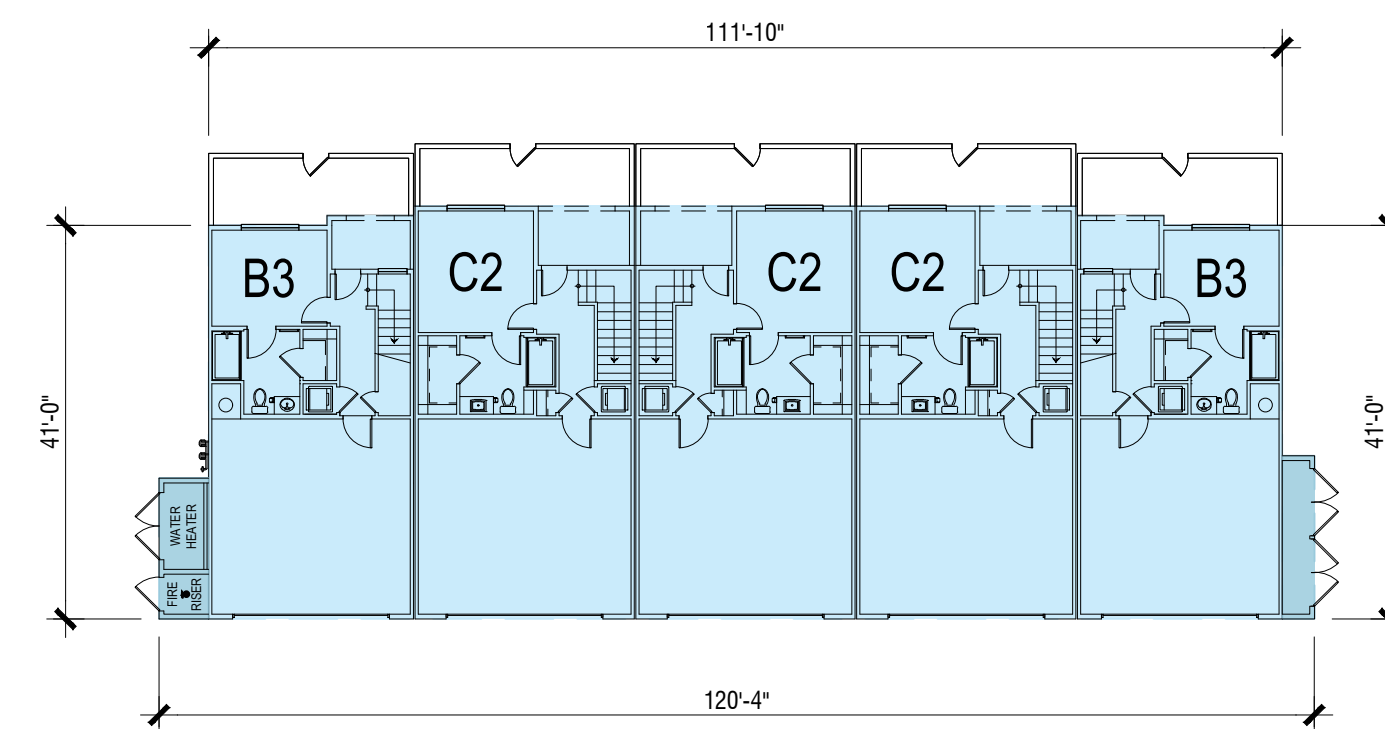 111'-10"
B3
C2
C2
C2
B3
41'-0"
41'-0"
WATER
HEATER
FIRE
RISER
120'-4"